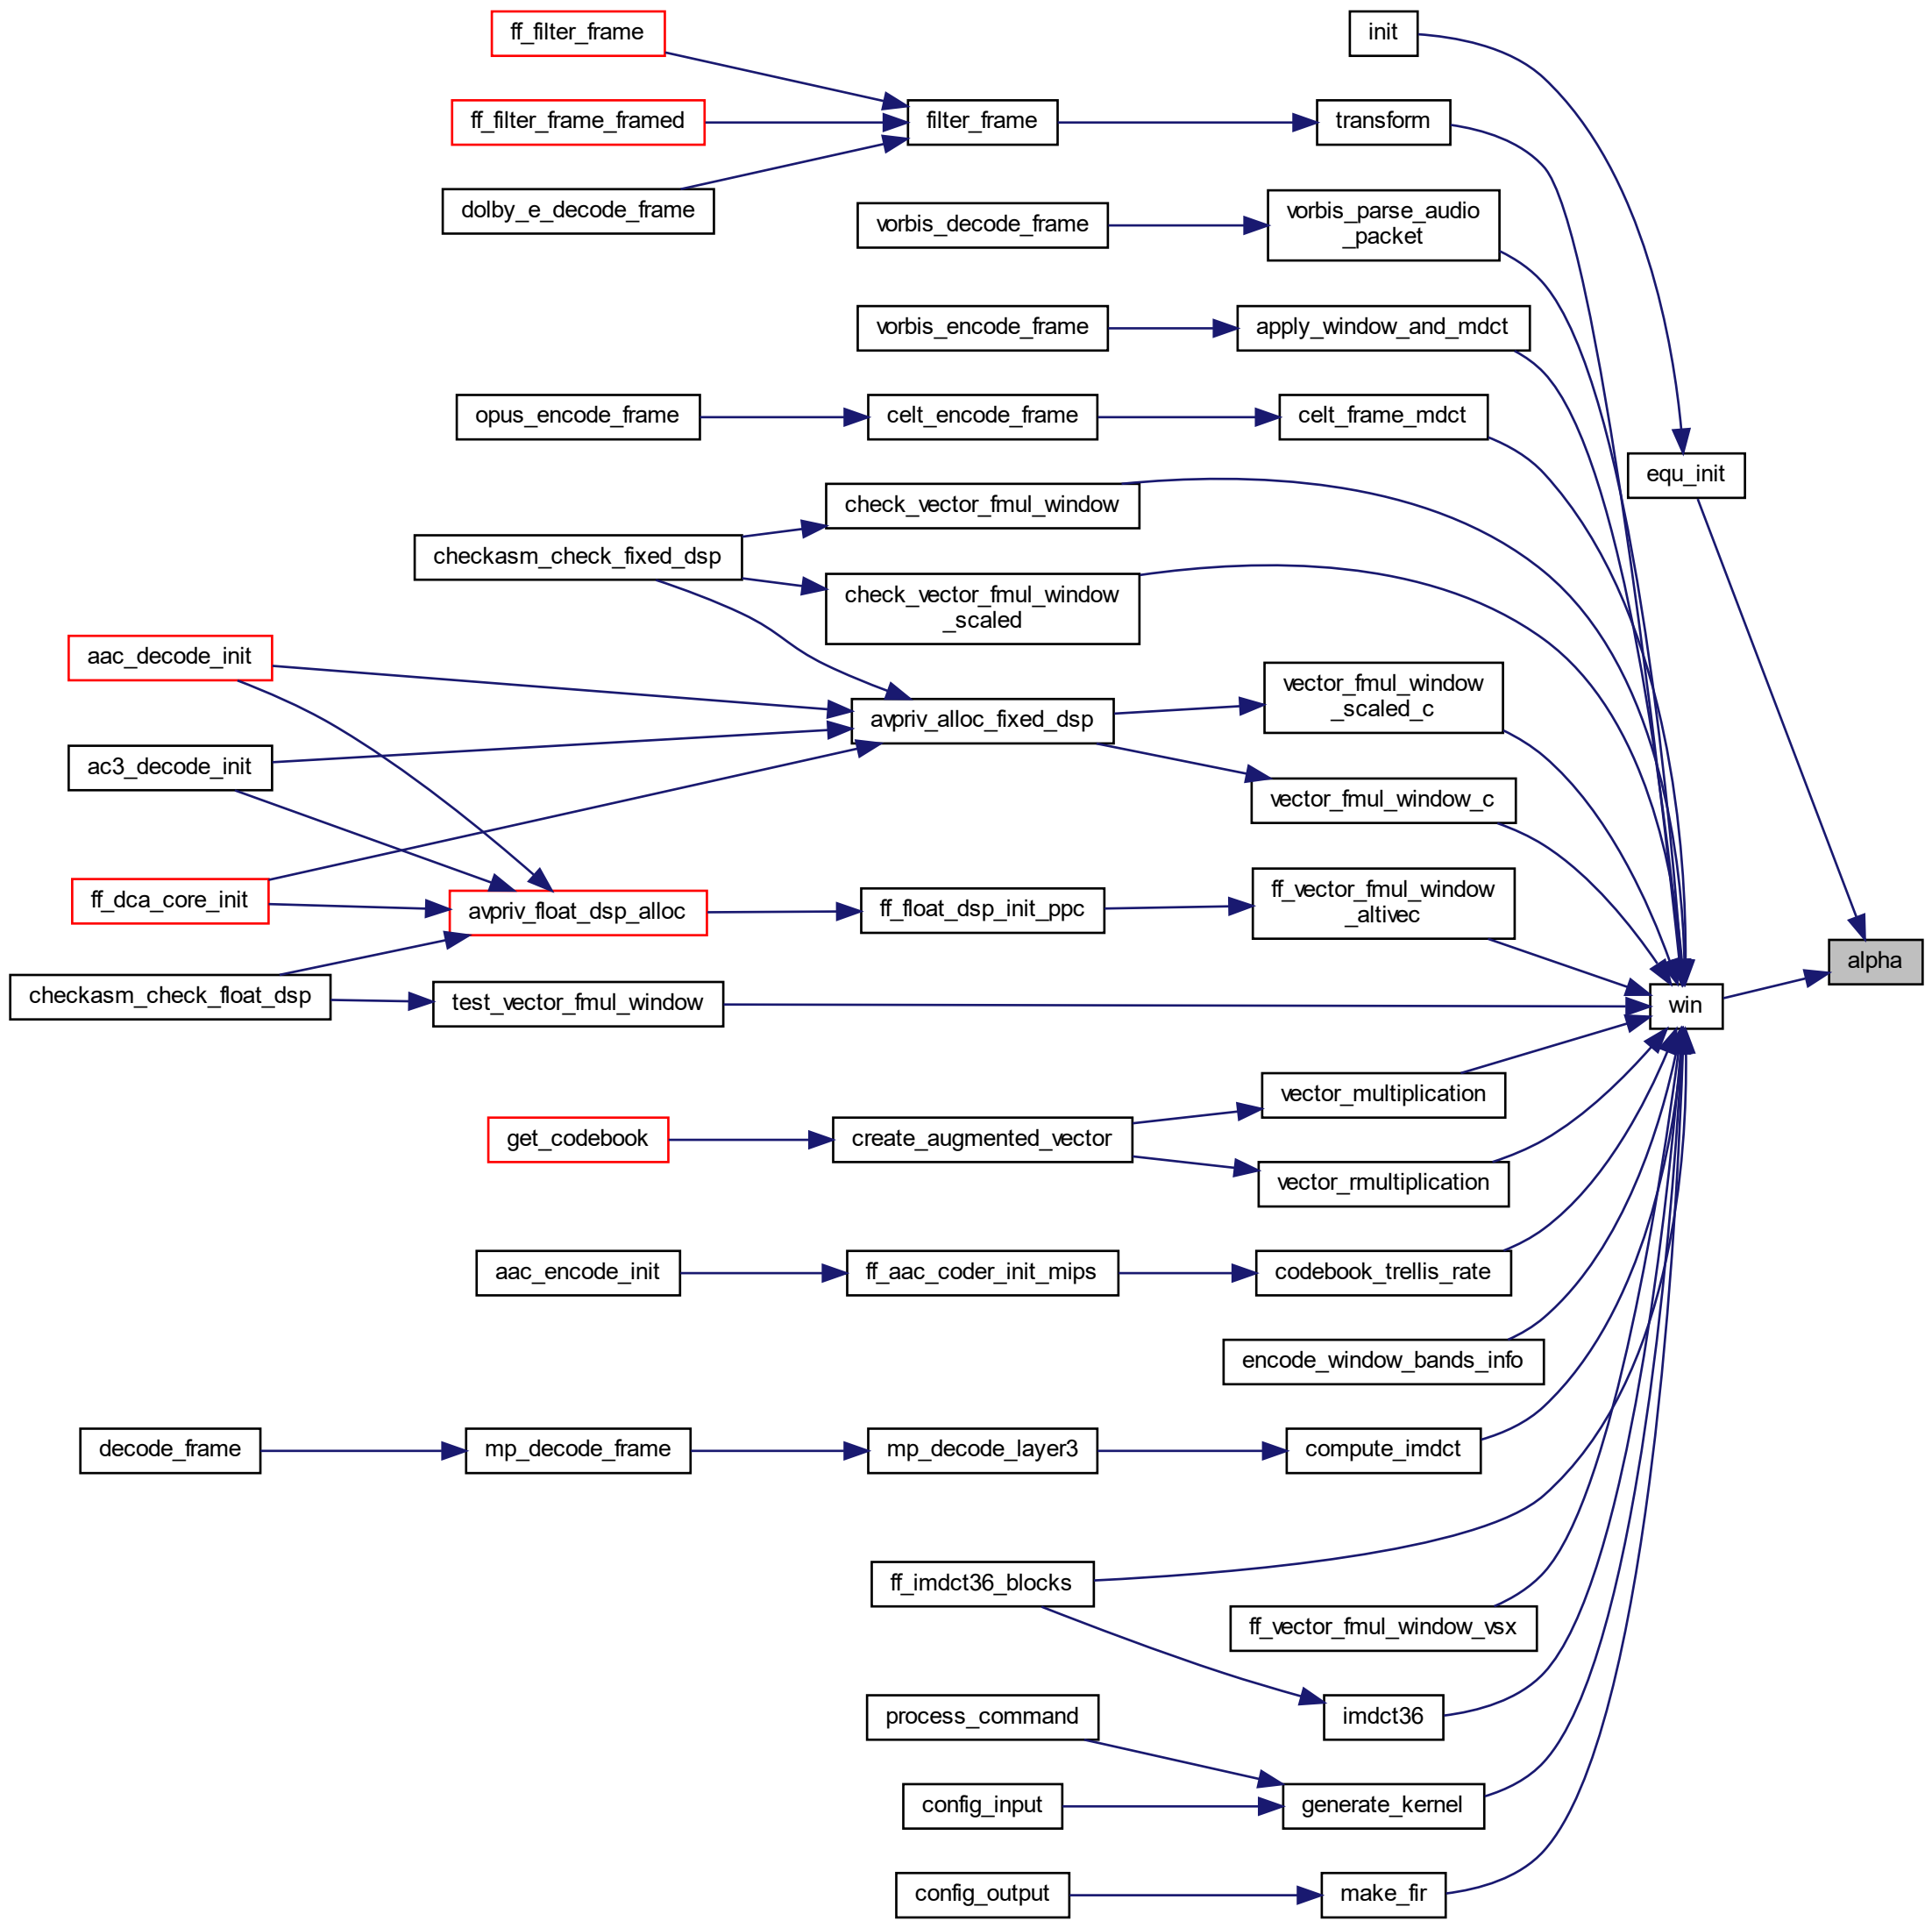 ff_filter_frame
init
ff_filter_frame_framed
filter_frame
transform
dolby_e_decode_frame
vorbis_decode_frame
vorbis_parse_audio
_packet
vorbis_encode_frame
apply_window_and_mdct
opus_encode_frame
celt_encode_frame
celt_frame_mdct
equ_init
check_vector_fmul_window
checkasm_check_fixed_dsp
check_vector_fmul_window
_scaled
aac_decode_init
avpriv_alloc_fixed_dsp
vector_fmul_window
_scaled_c
ac3_decode_init
vector_fmul_window_c
ff_dca_core_init
avpriv_float_dsp_alloc
ff_float_dsp_init_ppc
ff_vector_fmul_window
_altivec
alpha
checkasm_check_float_dsp
test_vector_fmul_window
win
vector_multiplication
get_codebook
create_augmented_vector
vector_rmultiplication
aac_encode_init
ff_aac_coder_init_mips
codebook_trellis_rate
encode_window_bands_info
decode_frame
mp_decode_frame
mp_decode_layer3
compute_imdct
ff_imdct36_blocks
ff_vector_fmul_window_vsx
process_command
imdct36
config_input
generate_kernel
config_output
make_fir